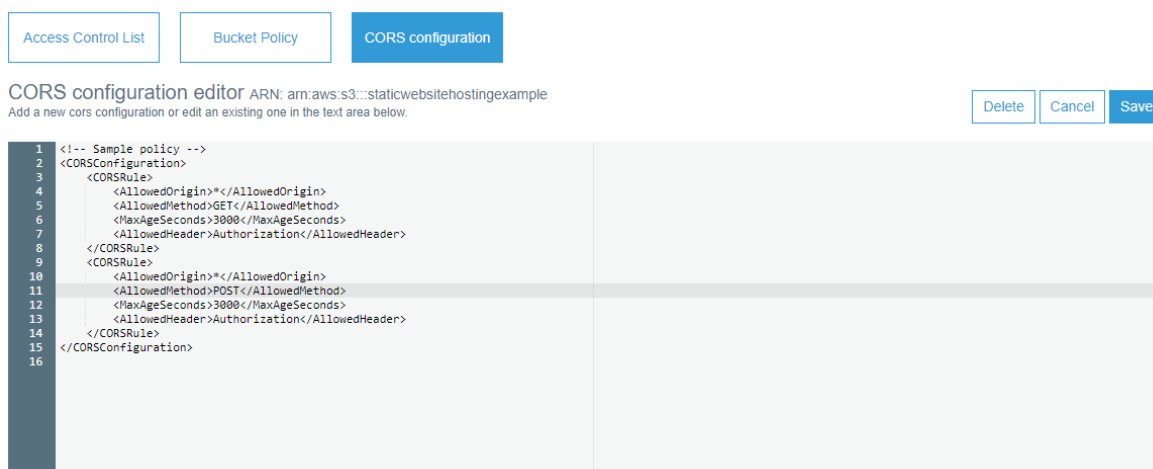 Access Control List
Bucket Policy
CORS configuration
CORS configuration editor ARN: arn:aws:s3:::staticwebsitehostingexample
Add a new cors configuration or edit an existing one in the text area below.
Delete
Cancel
Save
1 <!-- Sample policy -->
2 <CORSConfiguration>
3 <CORSRule>
4 <AllowedOrigin>*</AllowedOrigin>
5 <AllowedMethod>GET</AllowedMethod>
6 <MaxAgeSeconds>3000</MaxAgeSeconds>
7 <AllowedHeader>Authorization</AllowedHeader>
8 </CORSRule>
9 <CORSRule>
10 <AllowedOrigin>*</AllowedOrigin>
11 <AllowedMethod>POST</AllowedMethod>
12 <MaxAgeSeconds>3000</MaxAgeSeconds>
13 <AllowedHeader>Authorization</AllowedHeader>
14 </CORSRule>
15 </CORSConfiguration>
16